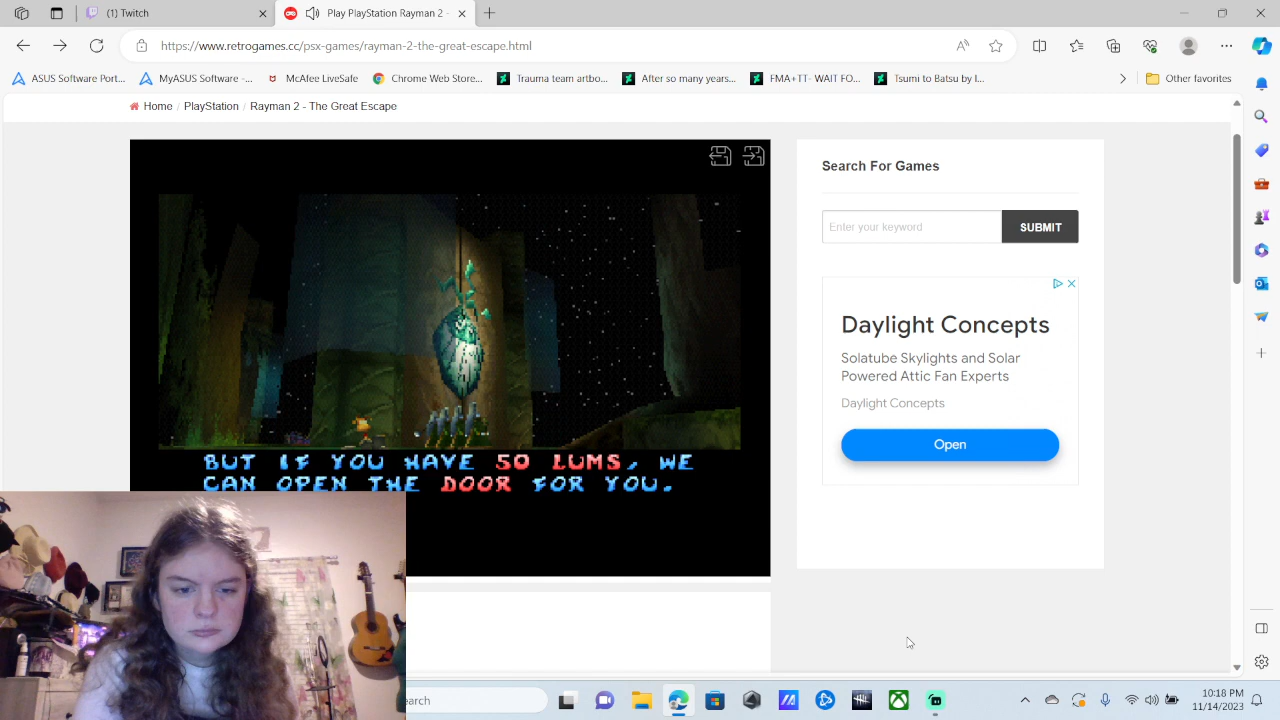 (1) Twitch
Play PlayStation Rayman 2 -
https://www.retrogames.cc/psx-games/rayman-2-the-great-escape.html
ASUS Software Port...
MyASUS Software -...
McAfee LiveSafe
Chrome Web Store...
Trauma team artbo...
After so many years...
FMA+TT- WAIT FO...
Tsumi to Batsu by I...
Other favorites
Home / PlayStation / Rayman 2 - The Great Escape
Search For Games
Enter your keyword
SUBMIT
Daylight Concepts
Solatube Skylights and Solar
Powered Attic Fan Experts
Daylight Concepts
Open
BUT IF YOU HAVE 50 LUMS, WE
CAN OPEN THE DOOR FOR YOU.
earch
10:18 PM
11/14/2023